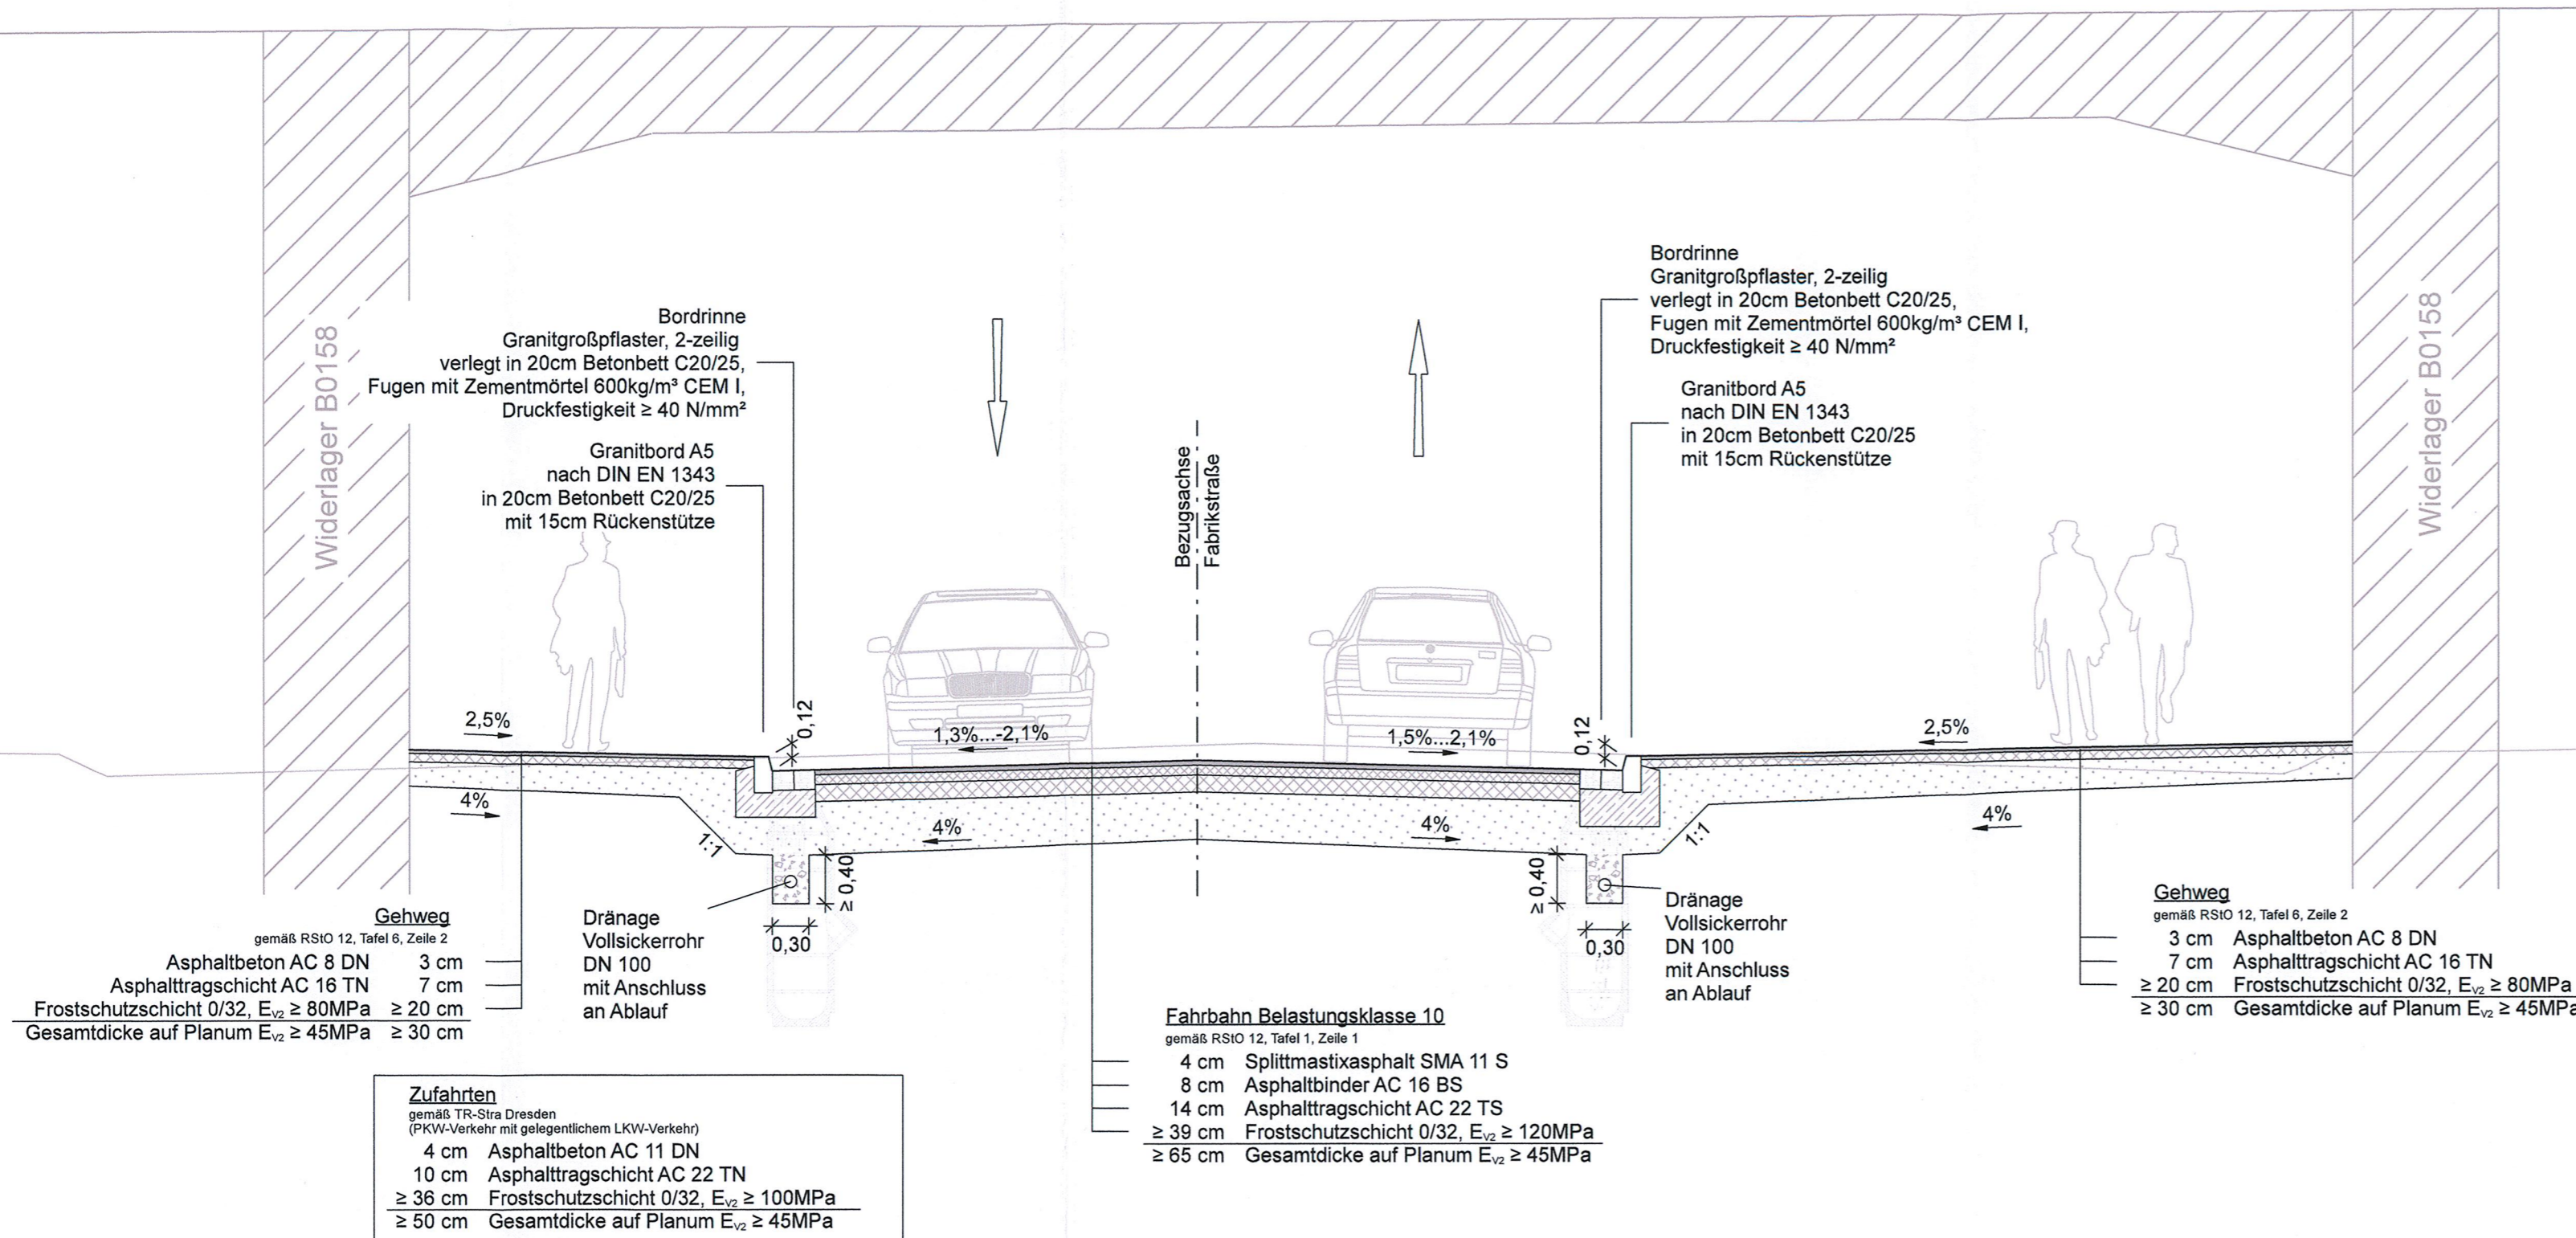 Widerlager B0158
Bordrinne
Granitgroßpflaster, 2-zeilig
verlegt in 20cm Betonbett C20/25,
Fugen mit Zementmörtel 600kg/m³ CEM I,
Druckfestigkeit ≥ 40 N/mm²
Granitbord A5
nach DIN EN 1343
in 20cm Betonbett C20/25
mit 15cm Rückenstütze
Bezugsachse
Fabrikstraße
Bordrinne
Granitgroßpflaster, 2-zeilig
verlegt in 20cm Betonbett C20/25,
Fugen mit Zementmörtel 600kg/m³ CEM I,
Druckfestigkeit ≥ 40 N/mm²
Granitbord A5
nach DIN EN 1343
in 20cm Betonbett C20/25
mit 15cm Rückenstütze
Widerlager B0158
2,5%
0,12
1,3%...-2,1%
1,5%...2,1%
0,12
2,5%
4%
1:1
4%
4%
1:1
4%
≥ 0,40
0,30
≥ 0,40
0,30
Dränage
Vollsickerrohr
DN 100
mit Anschluss
an Ablauf
Dränage
Vollsickerrohr
DN 100
mit Anschluss
an Ablauf
Gehweg
gemäß RStO 12, Tafel 6, Zeile 2
Asphaltbeton AC 8 DN 3 cm
Asphalttragschicht AC 16 TN 7 cm
Frostschutzschicht 0/32, Ev2 ≥ 80MPa ≥ 20 cm
Gesamtdicke auf Planum Ev2 ≥ 45MPa ≥ 30 cm
Gehweg
gemäß RStO 12, Tafel 6, Zeile 2
3 cm Asphaltbeton AC 8 DN
7 cm Asphalttragschicht AC 16 TN
≥ 20 cm Frostschutzschicht 0/32, Ev2 ≥ 80MPa
≥ 30 cm Gesamtdicke auf Planum Ev2 ≥ 45MPa
Fahrbahn Belastungsklasse 10
gemäß RStO 12, Tafel 1, Zeile 1
4 cm Splittmastixasphalt SMA 11 S
8 cm Asphaltbinder AC 16 BS
14 cm Asphalttragschicht AC 22 TS
≥ 39 cm Frostschutzschicht 0/32, Ev2 ≥ 120MPa
≥ 65 cm Gesamtdicke auf Planum Ev2 ≥ 45MPa
Zufahrten
gemäß TR-Stra Dresden
(PKW-Verkehr mit gelegentlichem LKW-Verkehr)
4 cm Asphaltbeton AC 11 DN
10 cm Asphalttragschicht AC 22 TN
≥ 36 cm Frostschutzschicht 0/32, Ev2 ≥ 100MPa
≥ 50 cm Gesamtdicke auf Planum Ev2 ≥ 45MPa